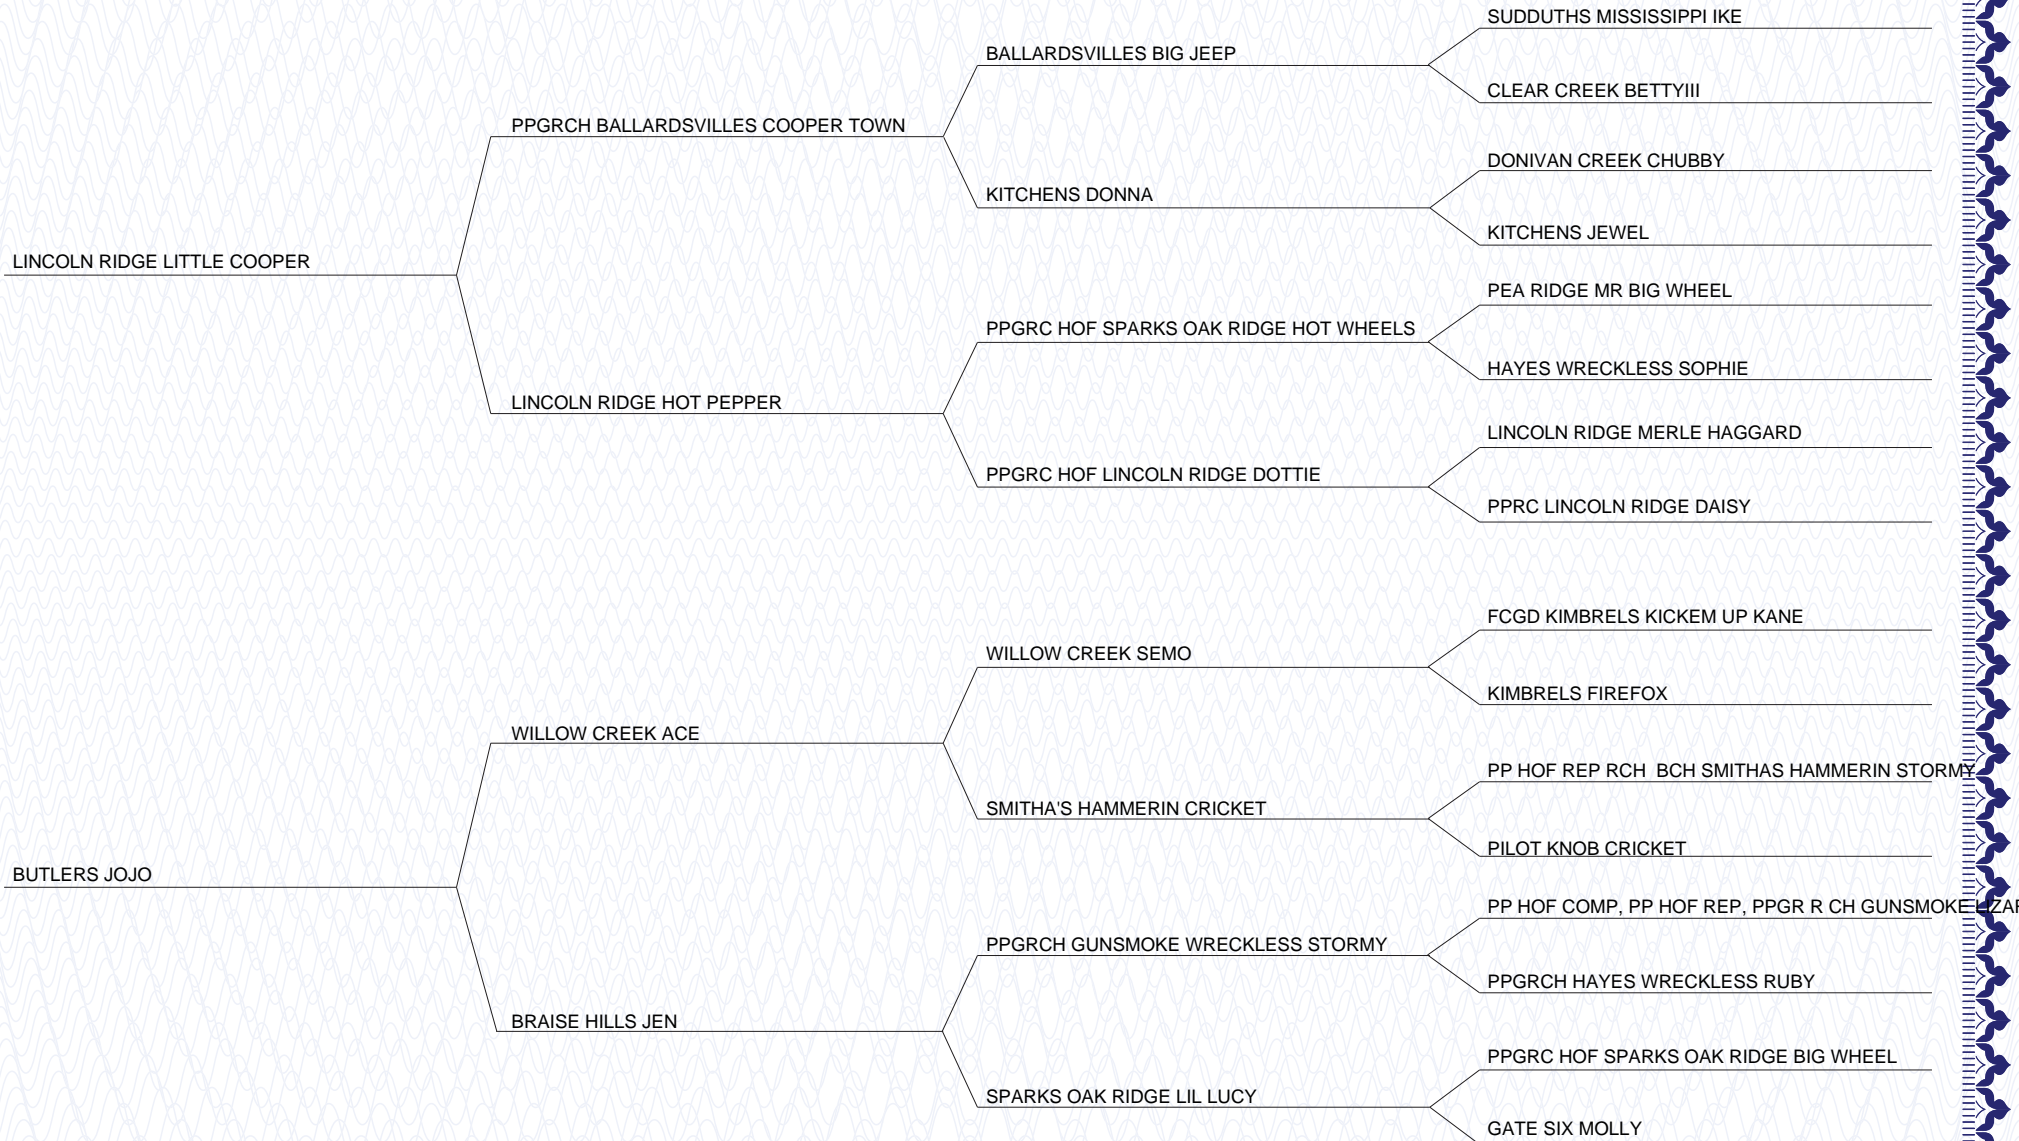 SUDDUTHS MISSISSIPPI IKE
BALLARDSVILLES BIG JEEP
CLEAR CREEK BETTYIII
PPGRCH BALLARDSVILLES COOPER TOWN
DONIVAN CREEK CHUBBY
KITCHENS DONNA
KITCHENS JEWEL
LINCOLN RIDGE LITTLE COOPER
PEA RIDGE MR BIG WHEEL
PPGRC HOF SPARKS OAK RIDGE HOT WHEELS
HAYES WRECKLESS SOPHIE
LINCOLN RIDGE HOT PEPPER
LINCOLN RIDGE MERLE HAGGARD
PPGRC HOF LINCOLN RIDGE DOTTIE
PPRC LINCOLN RIDGE DAISY
FCGD KIMBRELS KICKEM UP KANE
WILLOW CREEK SEMO
KIMBRELS FIREFOX
WILLOW CREEK ACE
PP HOF REP RCH  BCH SMITHAS HAMMERIN STORMY
SMITHA'S HAMMERIN CRICKET
PILOT KNOB CRICKET
BUTLERS JOJO
PP HOF COMP, PP HOF REP, PPGR R CH GUNSMOKE
PPGRCH GUNSMOKE WRECKLESS STORMY
PPGRCH HAYES WRECKLESS RUBY
BRAISE HILLS JEN
PPGRC HOF SPARKS OAK RIDGE BIG WHEEL
SPARKS OAK RIDGE LIL LUCY
GATE SIX MOLLY